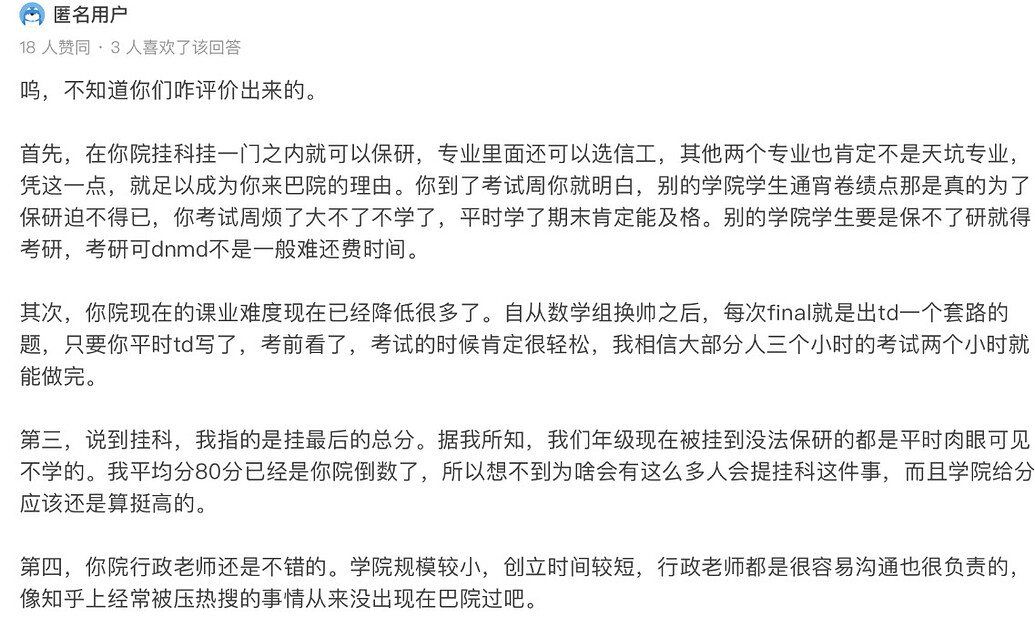 匿名用户
18 人赞同 · 3 人喜欢了该回答
呜，不知道你们咋评价出来的。
首先，在你院挂科挂一门之内就可以保研，专业里面还可以选信工，其他两个专业也肯定不是天坑专业，
凭这一点，就足以成为你来巴院的理由。你到了考试周你就明白，别的学院学生通宵卷绩点那是真的为了
保研迫不得已，你考试周烦了大不了不学了，平时学了期末肯定能及格。别的学院学生要是保不了研就得
考研，考研可dnmd不是一般难还费时间。
其次，你院现在的课业难度现在已经降低很多了。自从数学组换帅之后，每次final就是出td一个套路的
题，只要你平时td写了，考前看了，考试的时候肯定很轻松，我相信大部分人三个小时的考试两个小时就
能做完。
第三，说到挂科，我指的是挂最后的总分。据我所知，我们年级现在被挂到没法保研的都是平时肉眼可见
不学的。我平均分80分已经是你院倒数了，所以想不到为啥会有这么多人会提挂科这件事，而且学院给分
应该还是算挺高的。
第四，你院行政老师还是不错的。学院规模较小，创立时间较短，行政老师都是很容易沟通也很负责的，
像知乎上经常被压热搜的事情从来没出现在巴院过吧。